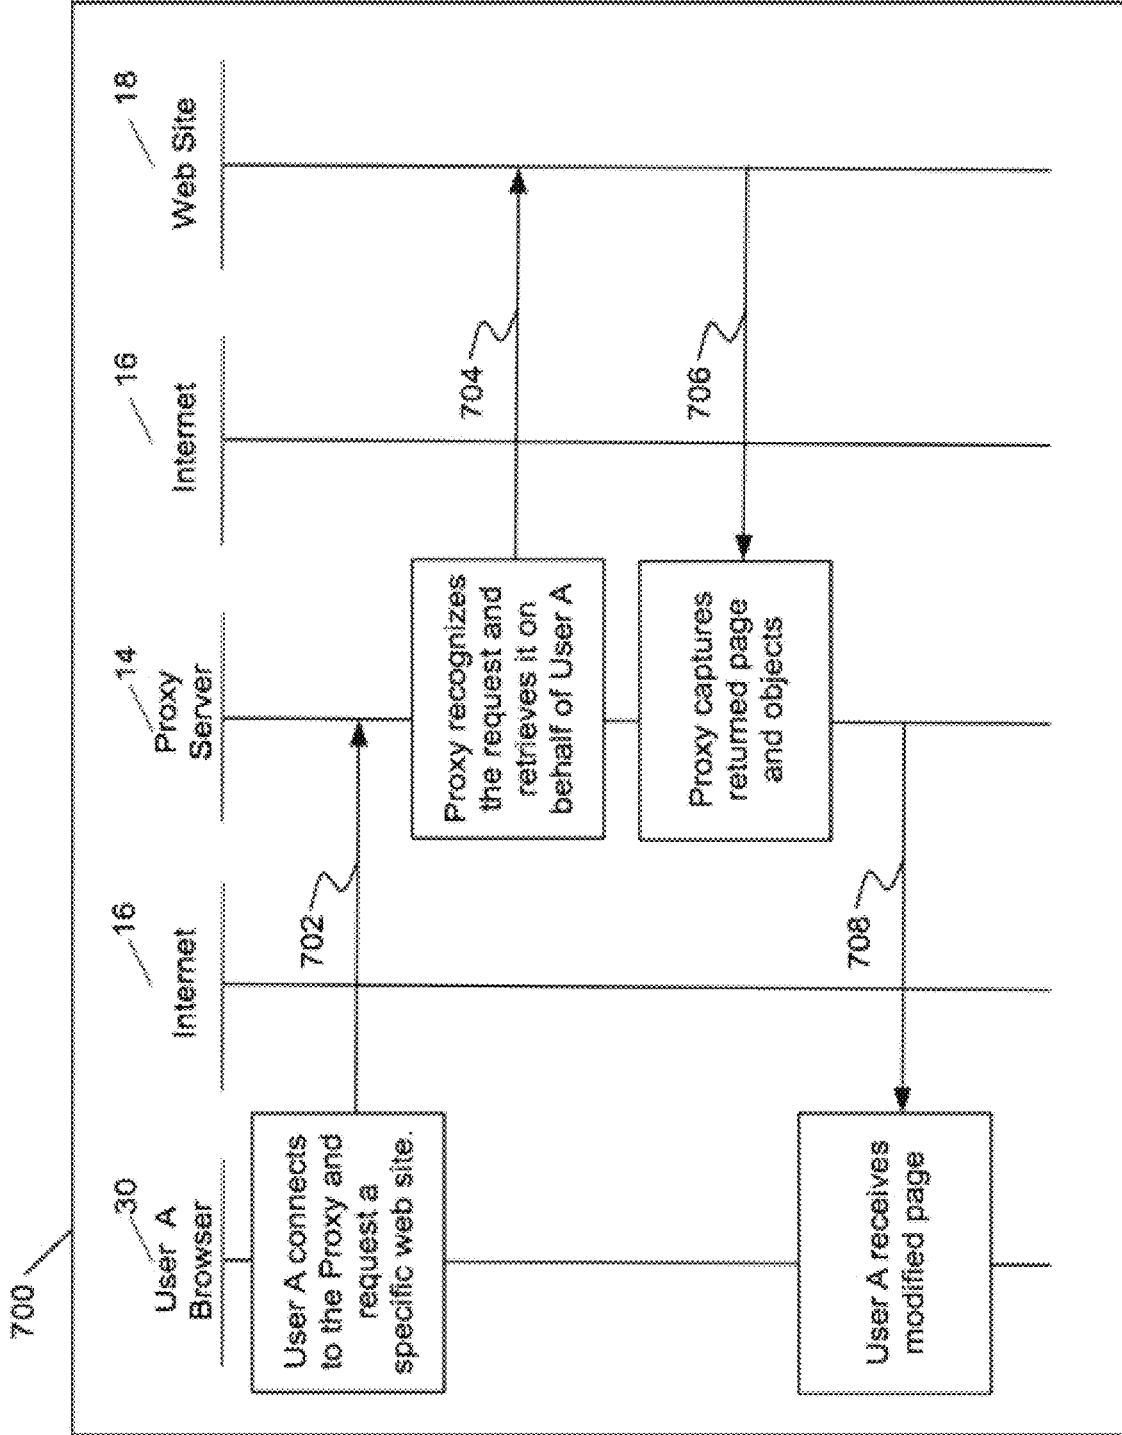 700
30
User A
Browser
16
Internet
14
Proxy
Server
16
Internet
18
Web Site
User A connects
to the Proxy and
request a
specific web site.
702
Proxy recognizes
the request and
retrieves it on
behalf of User A
704
Proxy captures
returned page
and objects
706
User A receives
modified page
708